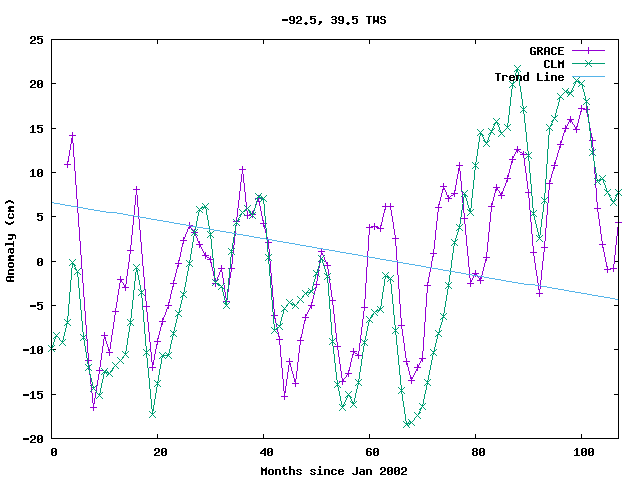 -92.5, 39.5 TWS
GRACE
CLM
Trend Line
Anomaly (cm)
25
20
15
10
5
0
-5
-10
-15
-20
0 20 40 60 80 100
Months since Jan 2002